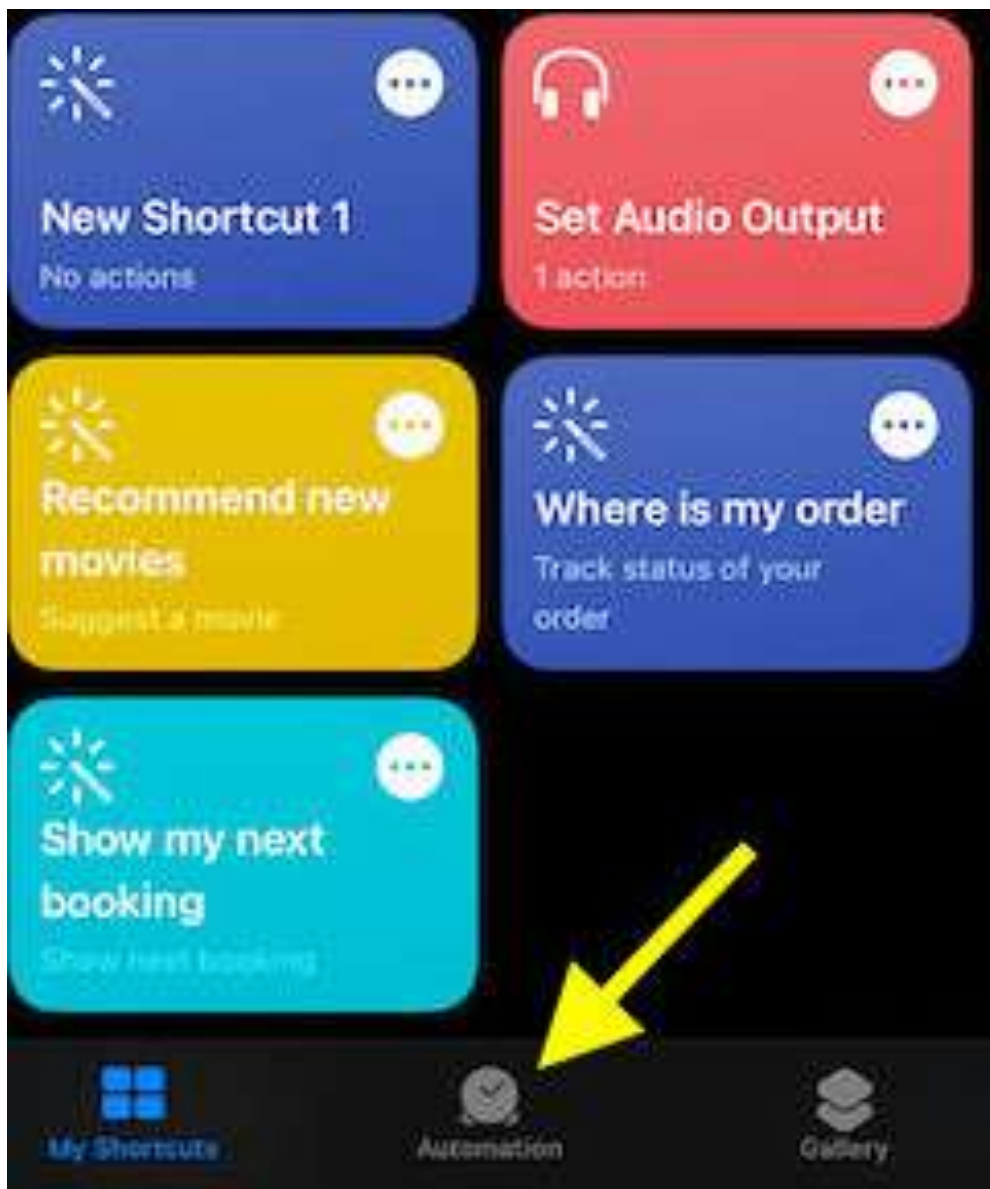 New Shortcut 1
No actions
Set Audio Output
1 action
Recommend new
movies
Suggest a movie
Where is my order
Track status of your
order
Show my next
booking
Show next booking
My Shortcuts
Automation
Gallery